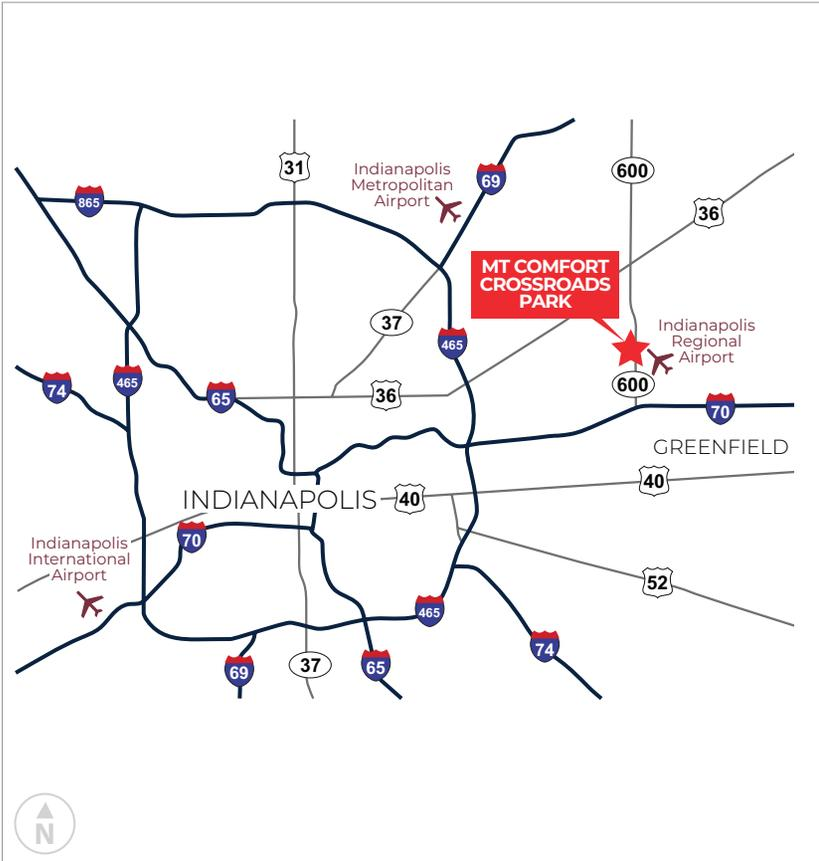 31
600
Indianapolis
Metropolitan
Airport
69
865
36
MT COMFORT
CROSSROADS
PARK
37
Indianapolis
Regional
Airport
465
74
465
65
36
600
70
GREENFIELD
INDIANAPOLIS
40
40
70
Indianapolis
International
Airport
52
465
69
37
65
74
N